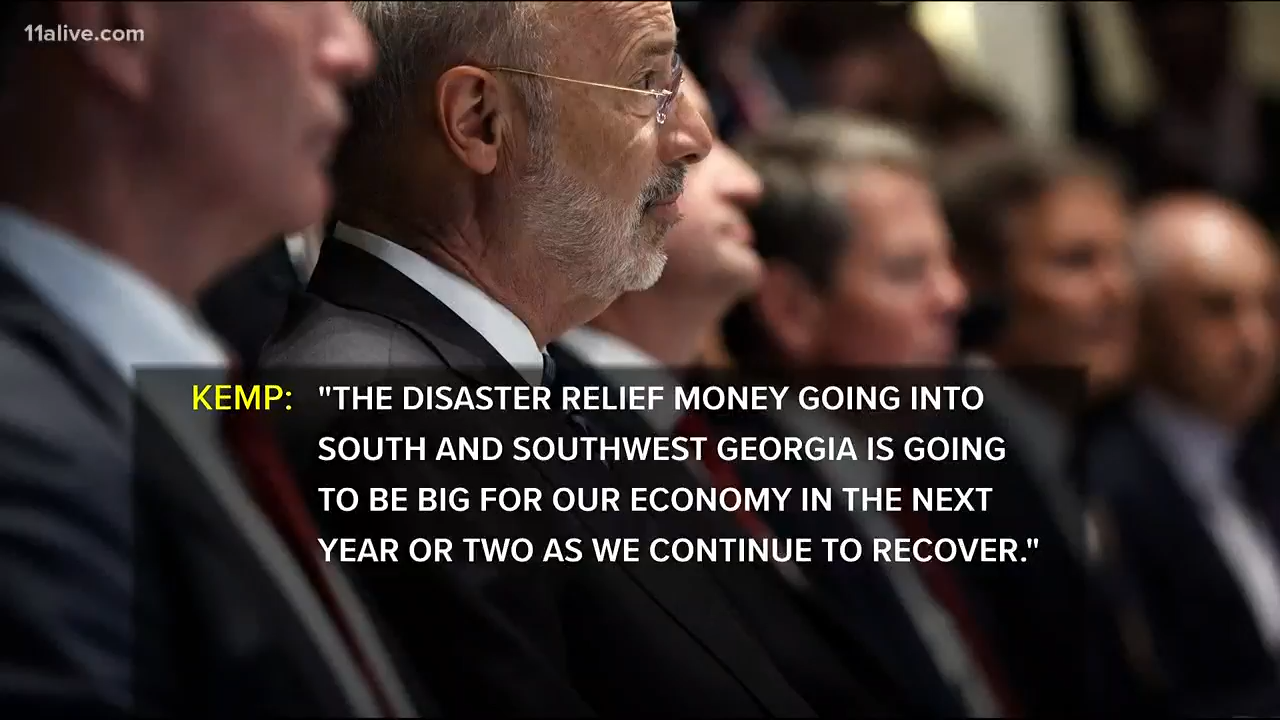 11alive.com
KEMP: "THE DISASTER RELIEF MONEY GOING INTO
SOUTH AND SOUTHWEST GEORGIA IS GOING
TO BE BIG FOR OUR ECONOMY IN THE NEXT
YEAR OR TWO AS WE CONTINUE TO RECOVER."